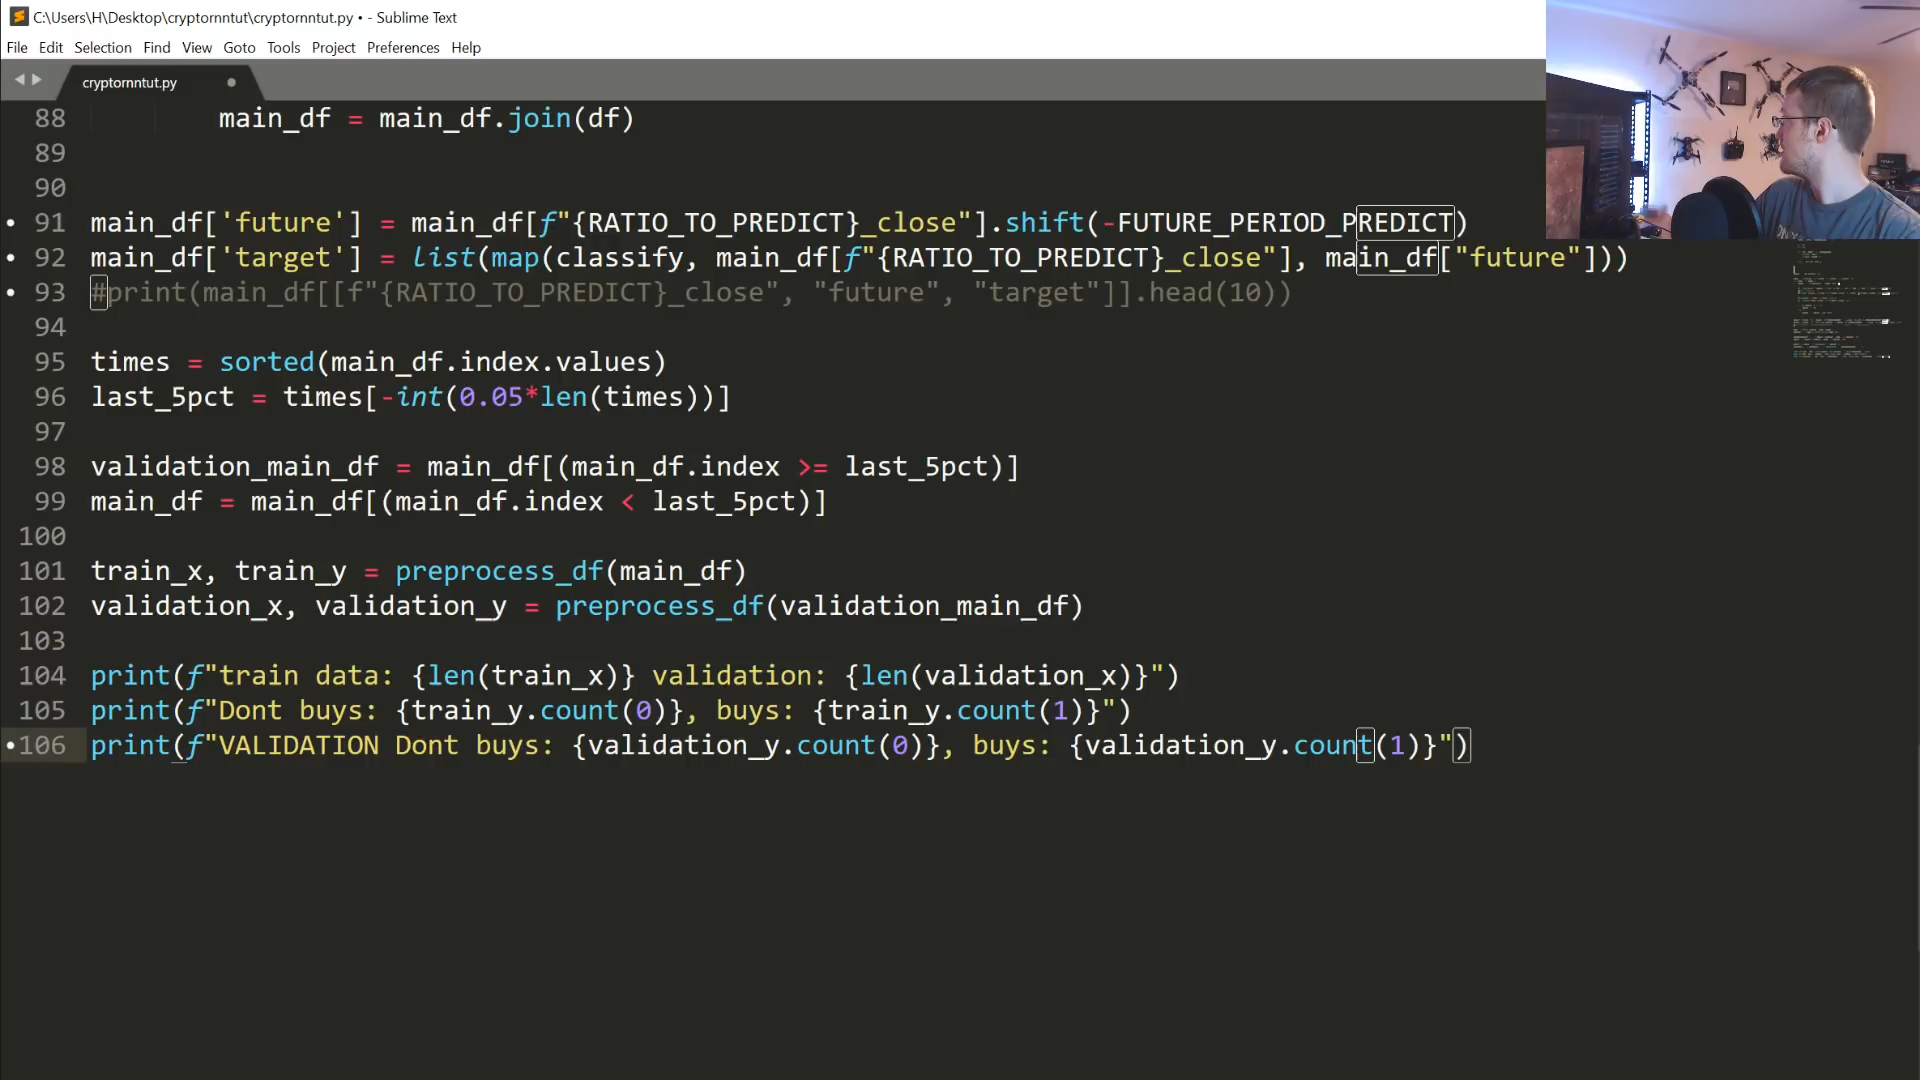 C:\Users\H\Desktop\cryptornntut\cryptornntut.py • - Sublime Text
File Edit Selection Find View Goto Tools Project Preferences Help
cryptornntut.py
88 main_df = main_df.join(df)
89
90
91 main_df['future'] = main_df[f"{RATIO_TO_PREDICT}_close"].shift(-FUTURE_PERIOD_PREDICT)
92 main_df['target'] = list(map(classify, main_df[f"{RATIO_TO_PREDICT}_close"], main_df["future"]))
93 #print(main_df[[f"{RATIO_TO_PREDICT}_close", "future", "target"]].head(10))
94
95 times = sorted(main_df.index.values)
96 last_5pct = times[-int(0.05*len(times))]
97
98 validation_main_df = main_df[(main_df.index >= last_5pct)]
99 main_df = main_df[(main_df.index < last_5pct)]
100
101 train_x, train_y = preprocess_df(main_df)
102 validation_x, validation_y = preprocess_df(validation_main_df)
103
104 print(f"train data: {len(train_x)} validation: {len(validation_x)}")
105 print(f"Dont buys: {train_y.count(0)}, buys: {train_y.count(1)}")
106 print(f"VALIDATION Dont buys: {validation_y.count(0)}, buys: {validation_y.count(1)}")